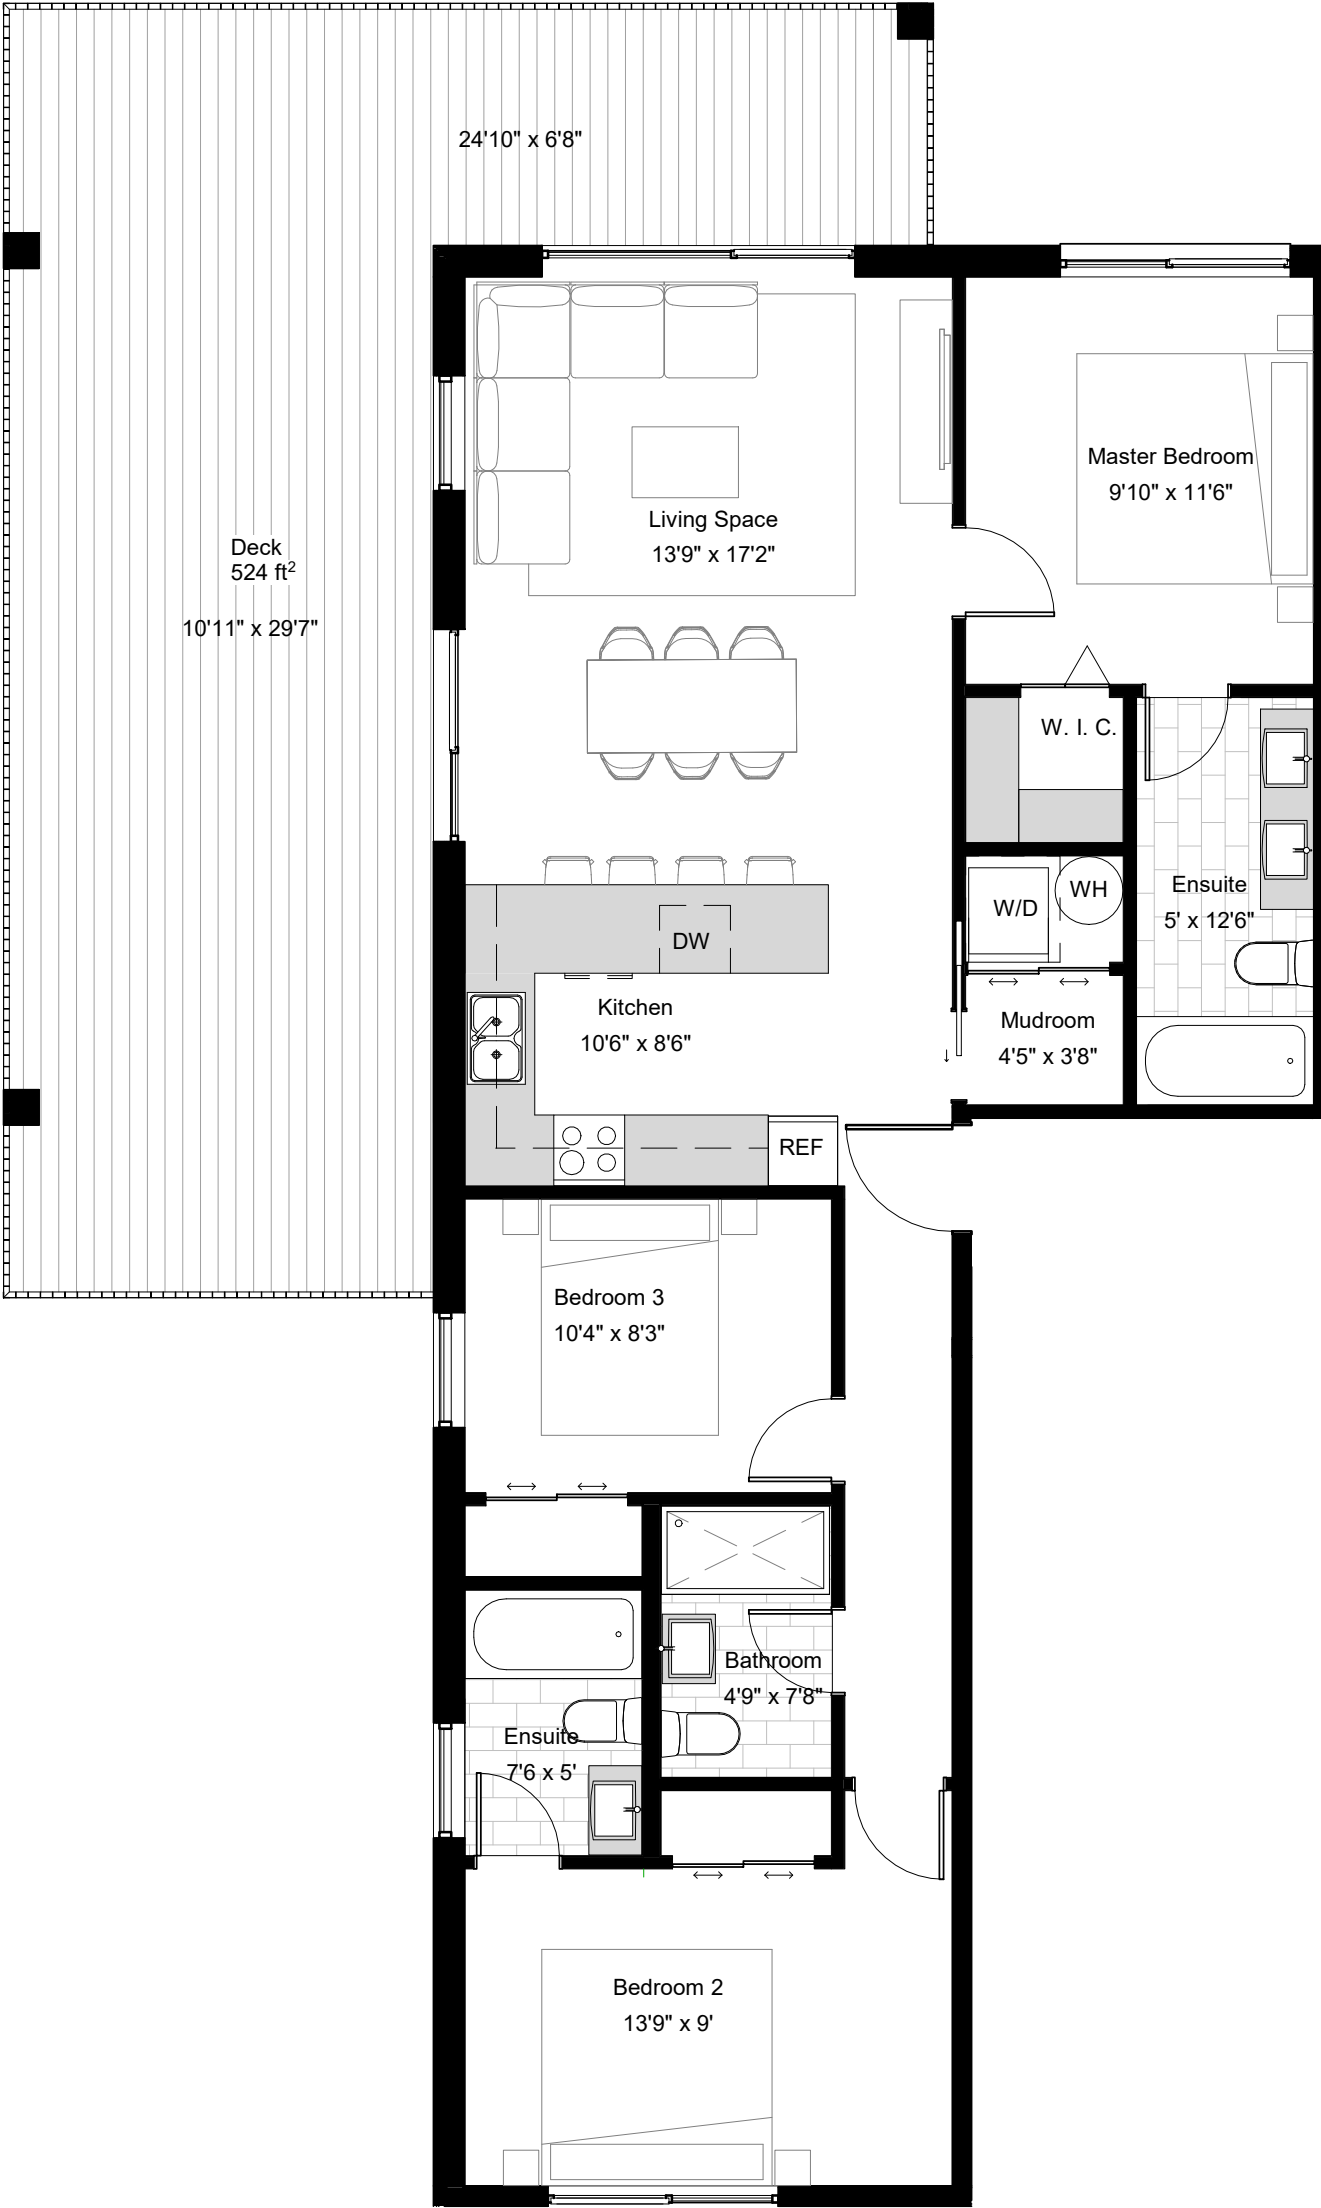 24'10" x 6'8"
Master Bedroom
9'10" x 11'6"
Living Space
13'9" x 17'2"
Deck
524 ft²
10'11" x 29'7"
W. I. C.
Ensuite
5' x 12'6"
WH
W/D
DW
Kitchen
10'6" x 8'6"
Mudroom
4'5" x 3'8"
REF
Bedroom 3
10'4" x 8'3"
Bathroom
4'9" x 7'8"
Ensuite
7'6 x 5'
Bedroom 2
13'9" x 9'